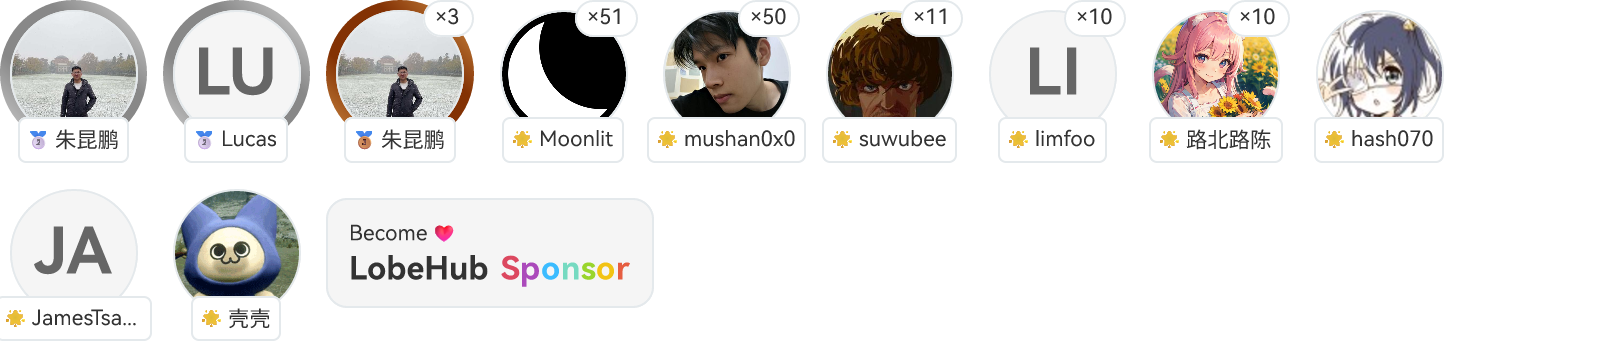 ×3
×51
×50
×11
×10
×10
LU
LI
朱昆鹏
Lucas
朱昆鹏
Moonlit
mushan0x0
suwubee
limfoo
路北路陈
hash070
JA
JamesTsa...
壳壳
Become
LobeHub Sponsor